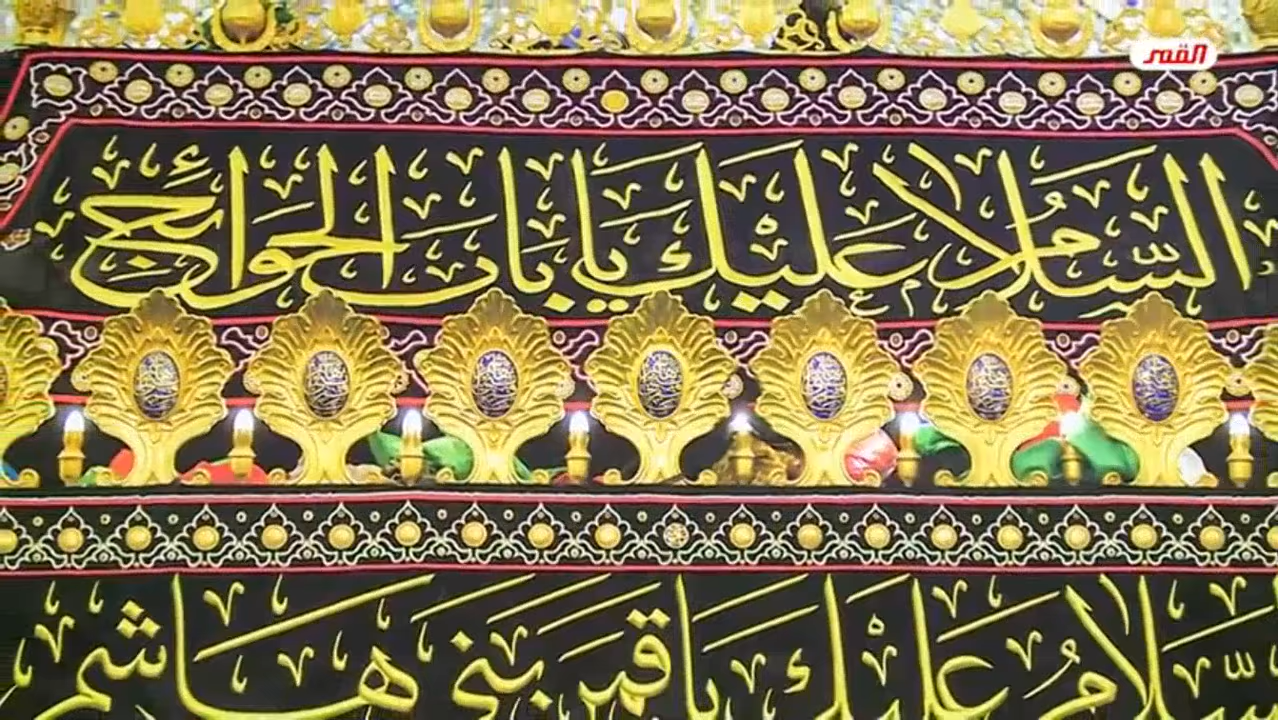 القمر
السلام عليك يا باب الحوائج
السلام عليك يا قمر بني هاشم